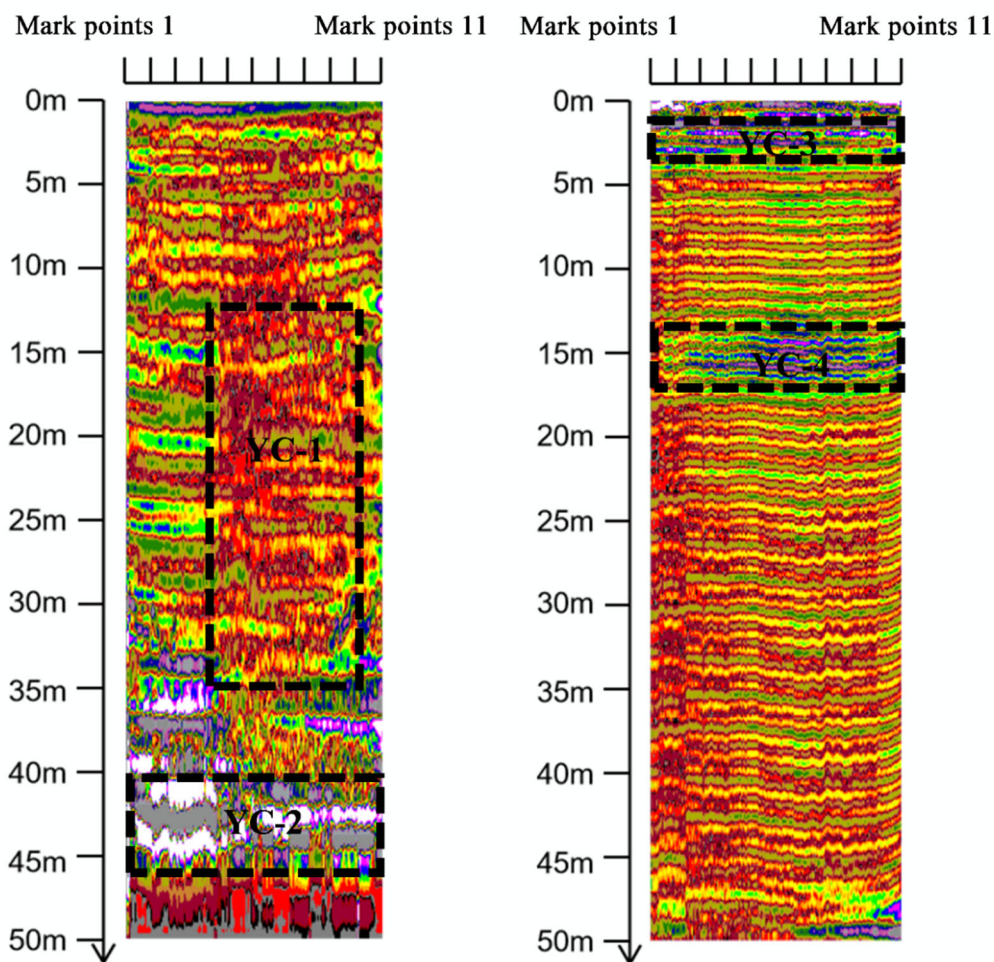 Mark points 1 Mark points 11
0m
5m
10m
15m
20m
25m
30m
35m
40m
45m
50m
YC-1
YC-2
Mark points 1 Mark points 11
0m
5m
10m
15m
20m
25m
30m
35m
40m
45m
50m
YC-3
YC-4